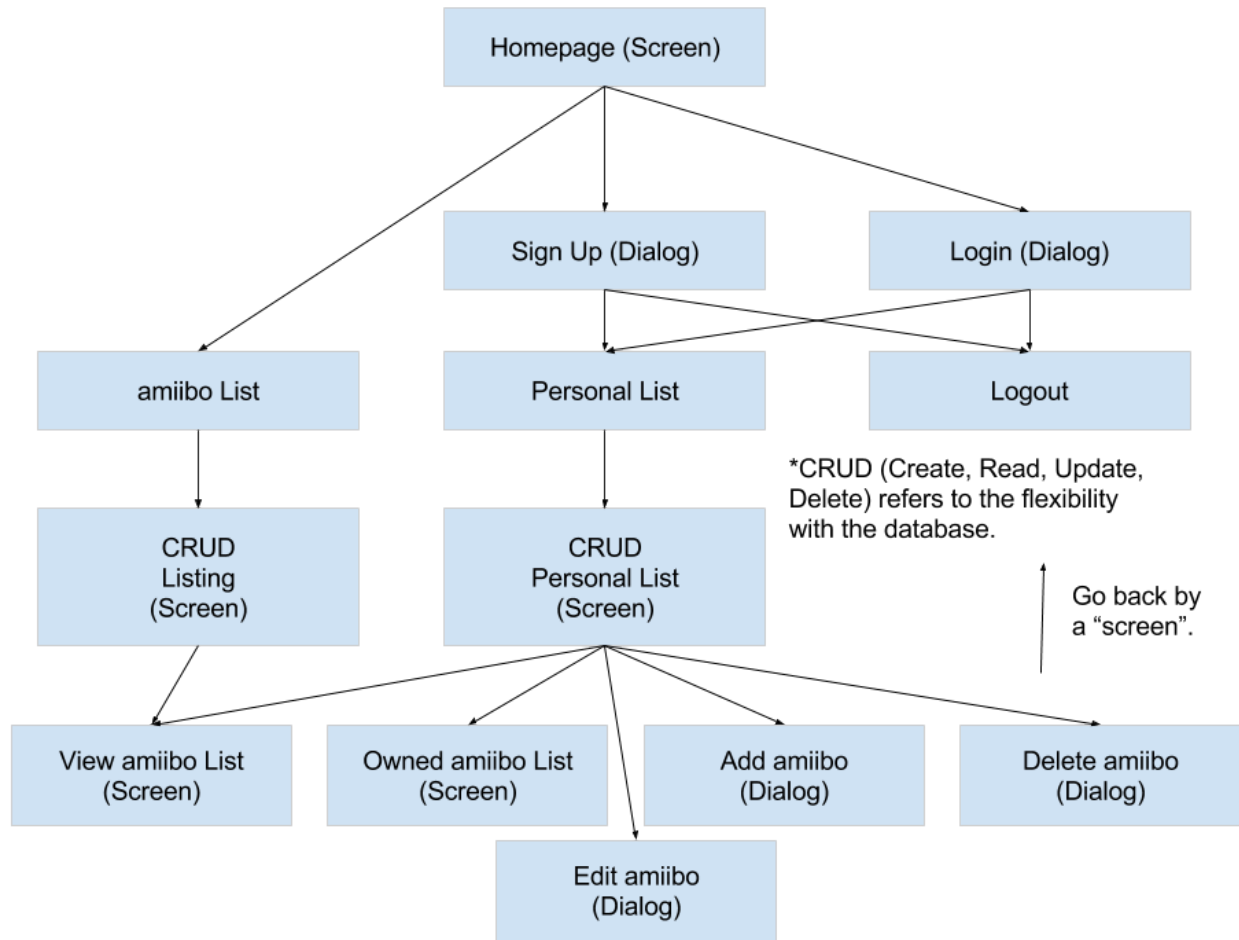 Homepage (Screen)
Sign Up (Dialog)
Login (Dialog)
amiibo List
Personal List
Logout
*CRUD (Create, Read, Update,
Delete) refers to the flexibility
with the database.
CRUD
Listing
(Screen)
CRUD
Personal List
(Screen)
Go back by
a “screen”.
View amiibo List
(Screen)
Owned amiibo List
(Screen)
Add amiibo
(Dialog)
Delete amiibo
(Dialog)
Edit amiibo
(Dialog)